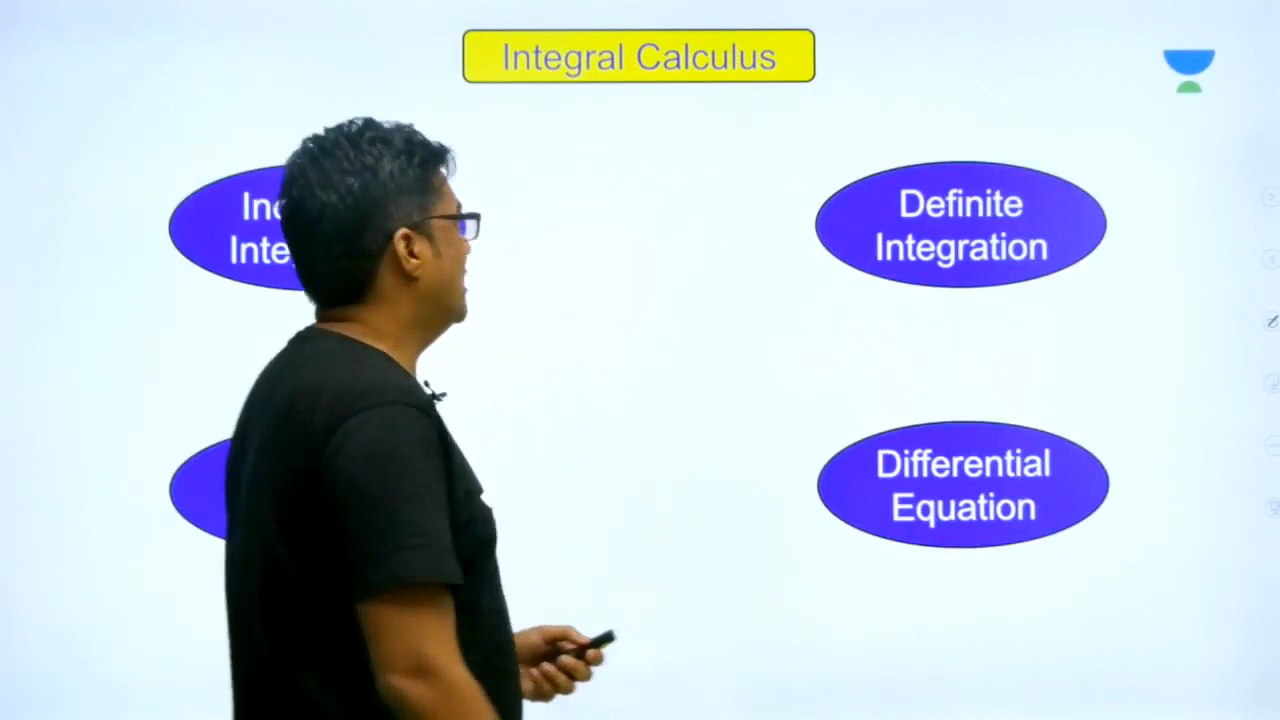 Integral Calculus
Definite
Integration
Differential
Equation